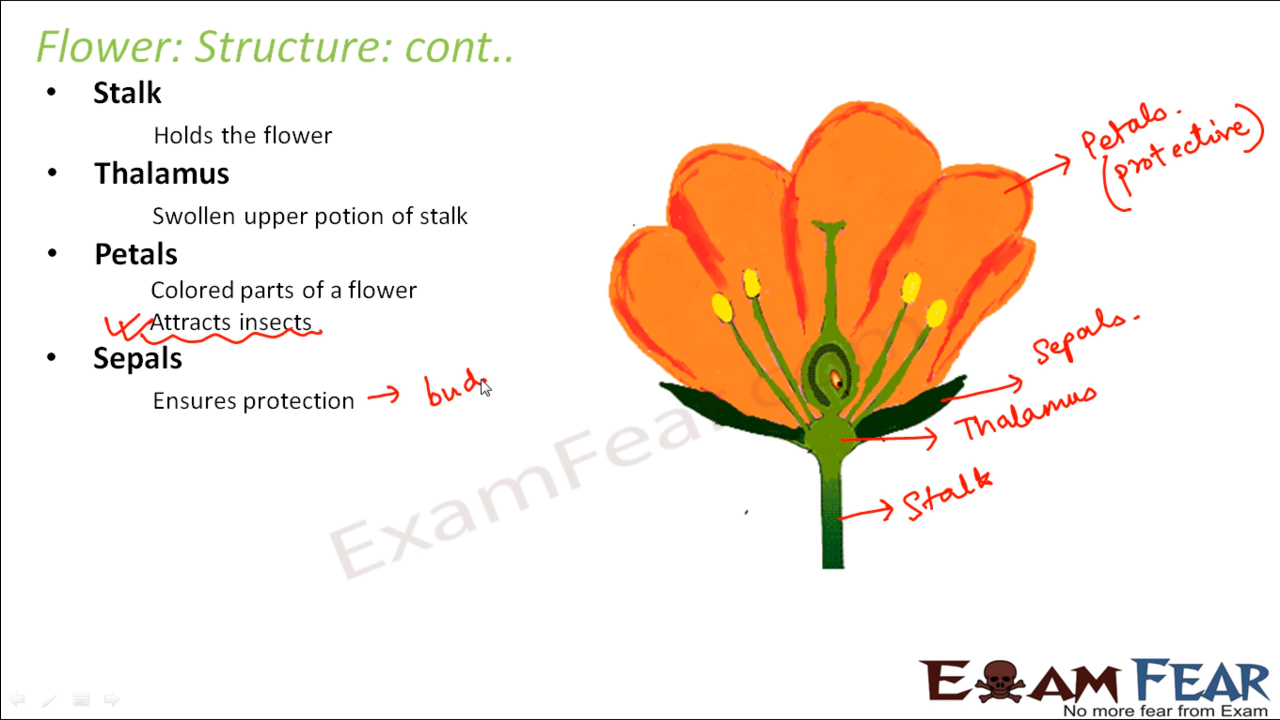 Flower: Structure: cont..
• Stalk
Holds the flower
• Thalamus
Swollen upper potion of stalk
• Petals
Colored parts of a flower
Attracts insects
• Sepals
Ensures protection → bud
Petals.
(protective)
Sepals.
Thalamus
Stalk
ExamFear.com
EXAM FEAR
No more fear from Exam